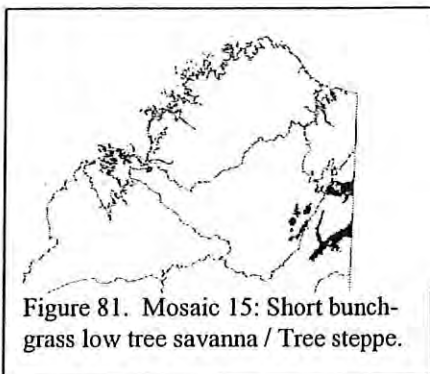 Figure 81.  Mosaic 15: Short bunch-
grass low tree savanna / Tree steppe.